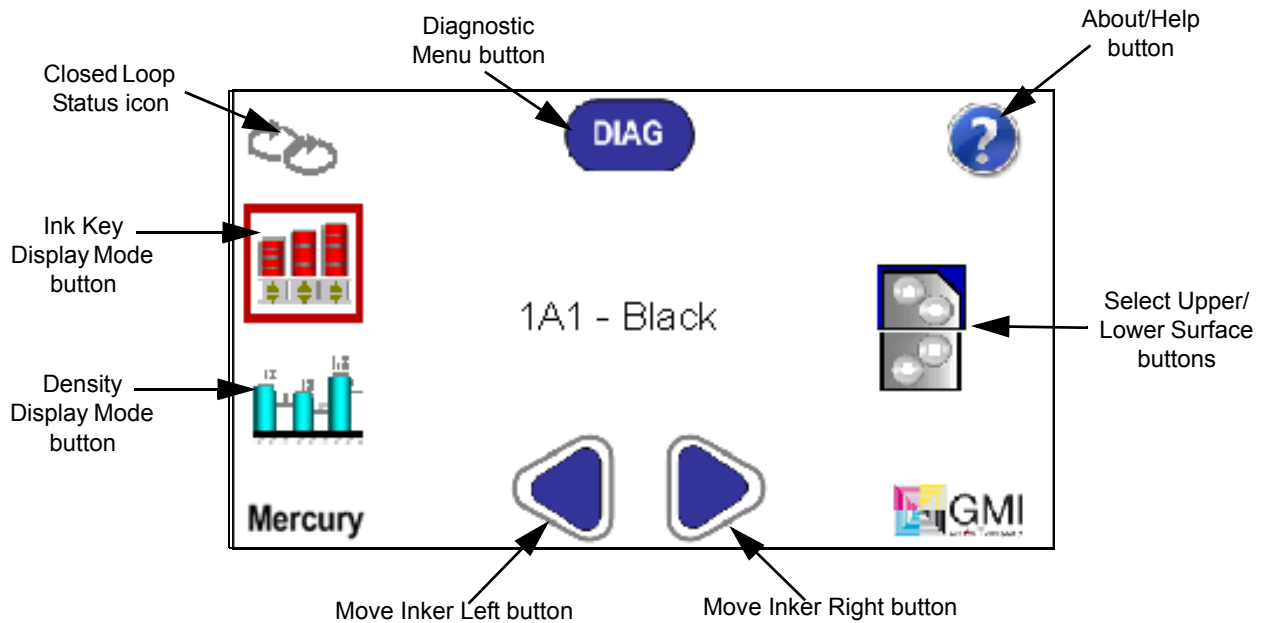 Diagnostic
Menu button
About/Help
button
Closed Loop
Status icon
DIAG
?
Ink Key
Display Mode
button
1A1 - Black
Select Upper/
Lower Surface
buttons
Density
Display Mode
button
Mercury
GMI
Move Inker Left button
Move Inker Right button